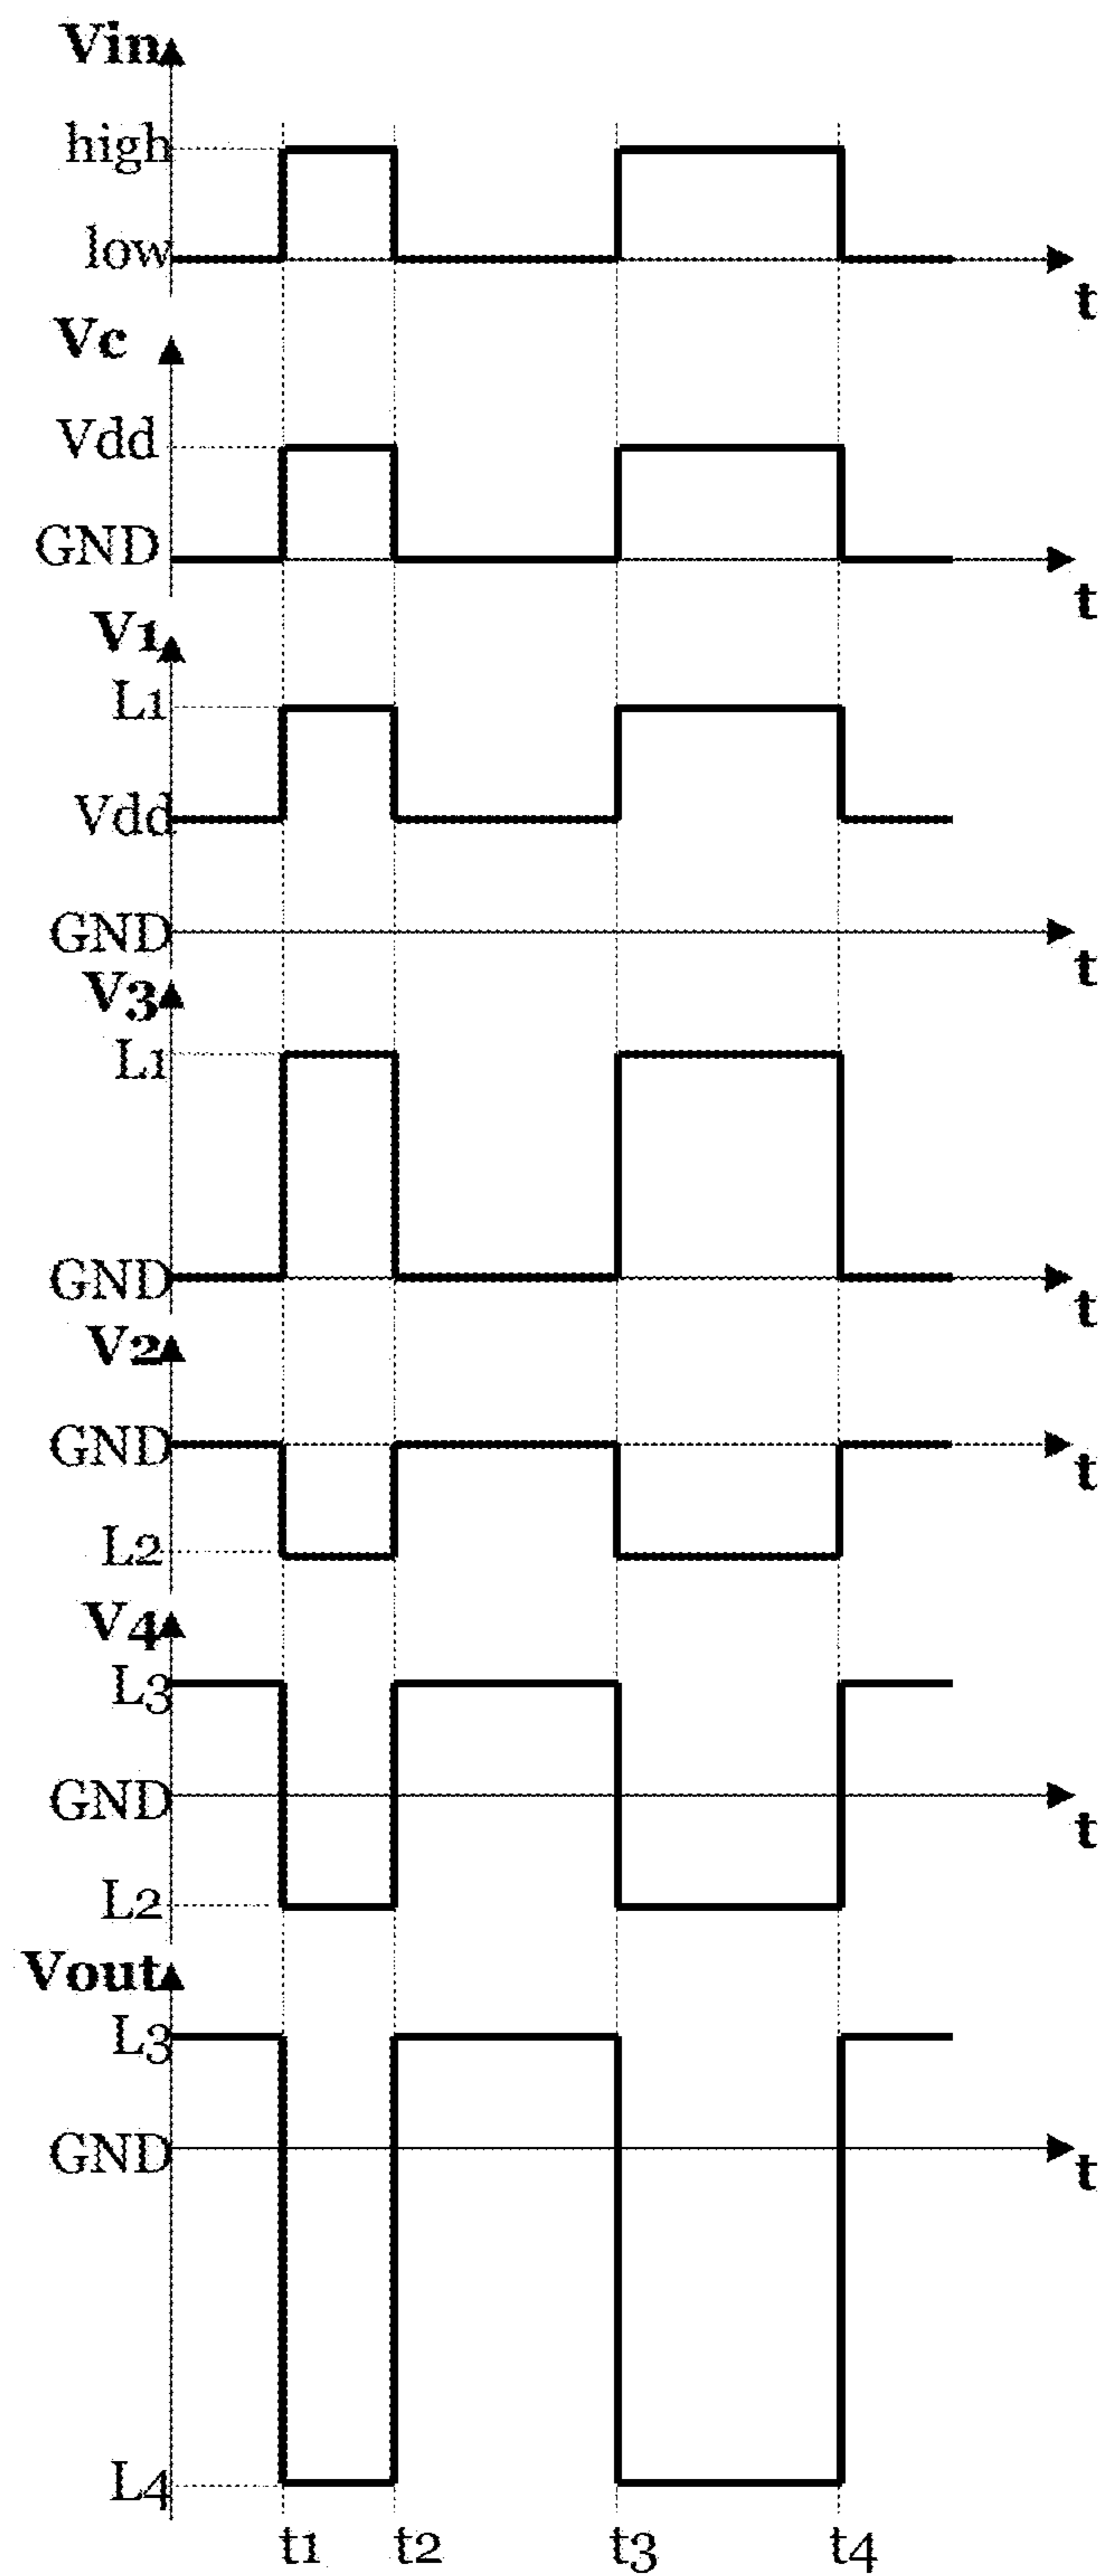 Vin
high
low
t
Vc
Vdd
GND
t
V1
L1
Vdd
GND
t
V3
L1
GND
t
V2
GND
t
L2
V4
L3
GND
t
L2
Vout
L3
GND
t
L4
t1 t2 t3 t4